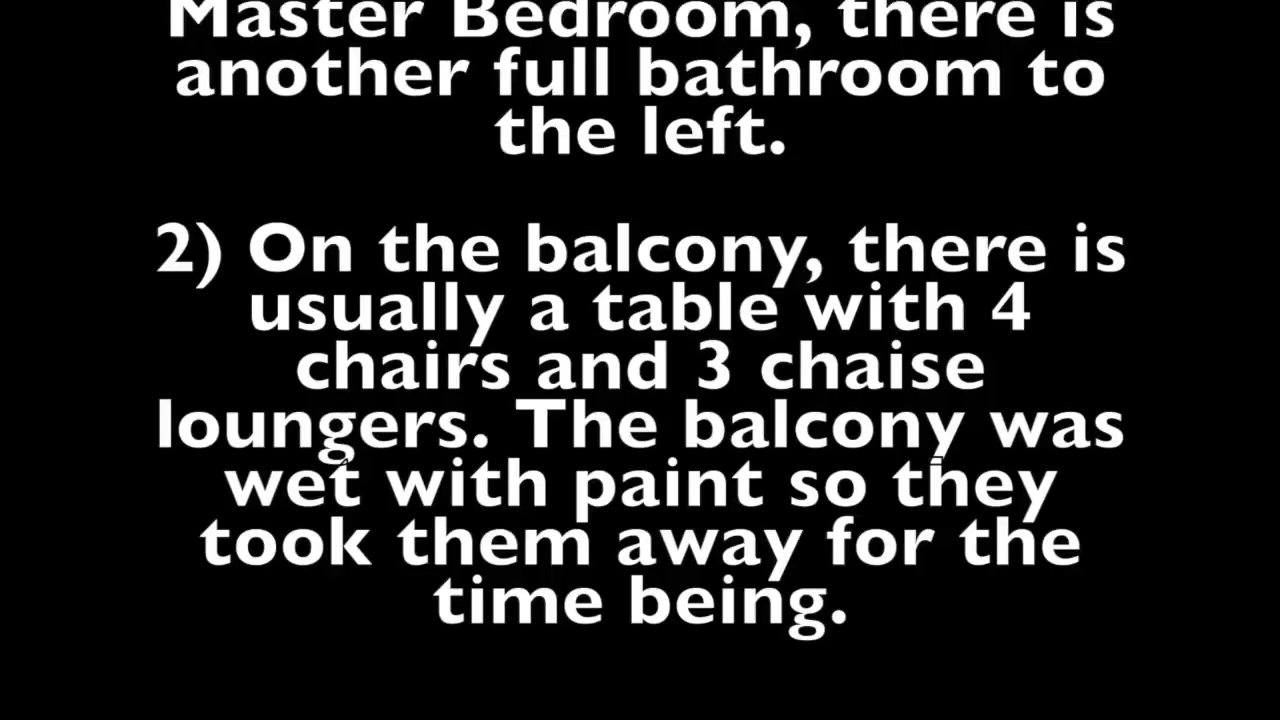 Master Bedroom, there is
another full bathroom to
the left.
2) On the balcony, there is
usually a table with 4
chairs and 3 chaise
loungers. The balcony was
wet with paint so they
took them away for the
time being.